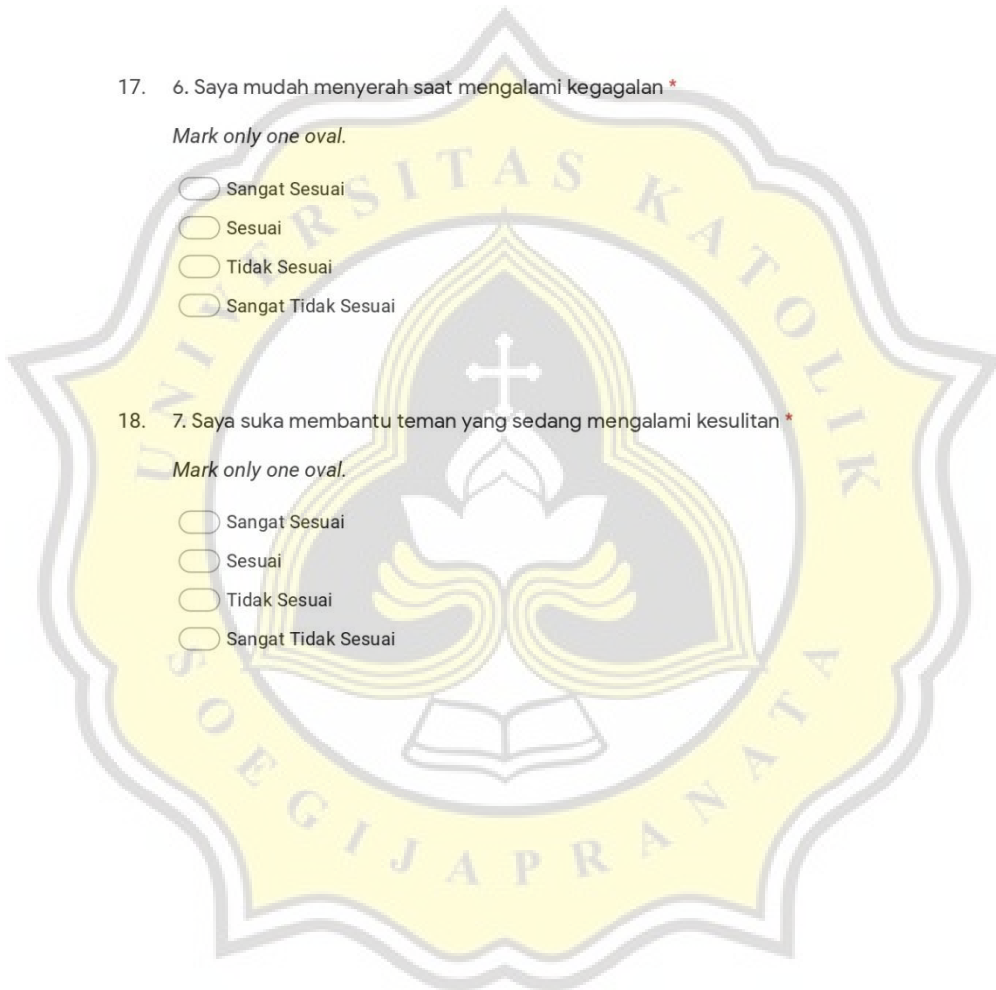 17. 6. Saya mudah menyerah saat mengalami kegagalan *
Mark only one oval.
Sangat Sesuai
Sesuai
Tidak Sesuai
Sangat Tidak Sesuai
18. 7. Saya suka membantu teman yang sedang mengalami kesulitan *
Mark only one oval.
Sangat Sesuai
Sesuai
Tidak Sesuai
Sangat Tidak Sesuai
UNIVERSITAS KATOLIK
SOEGIJAPRANATA